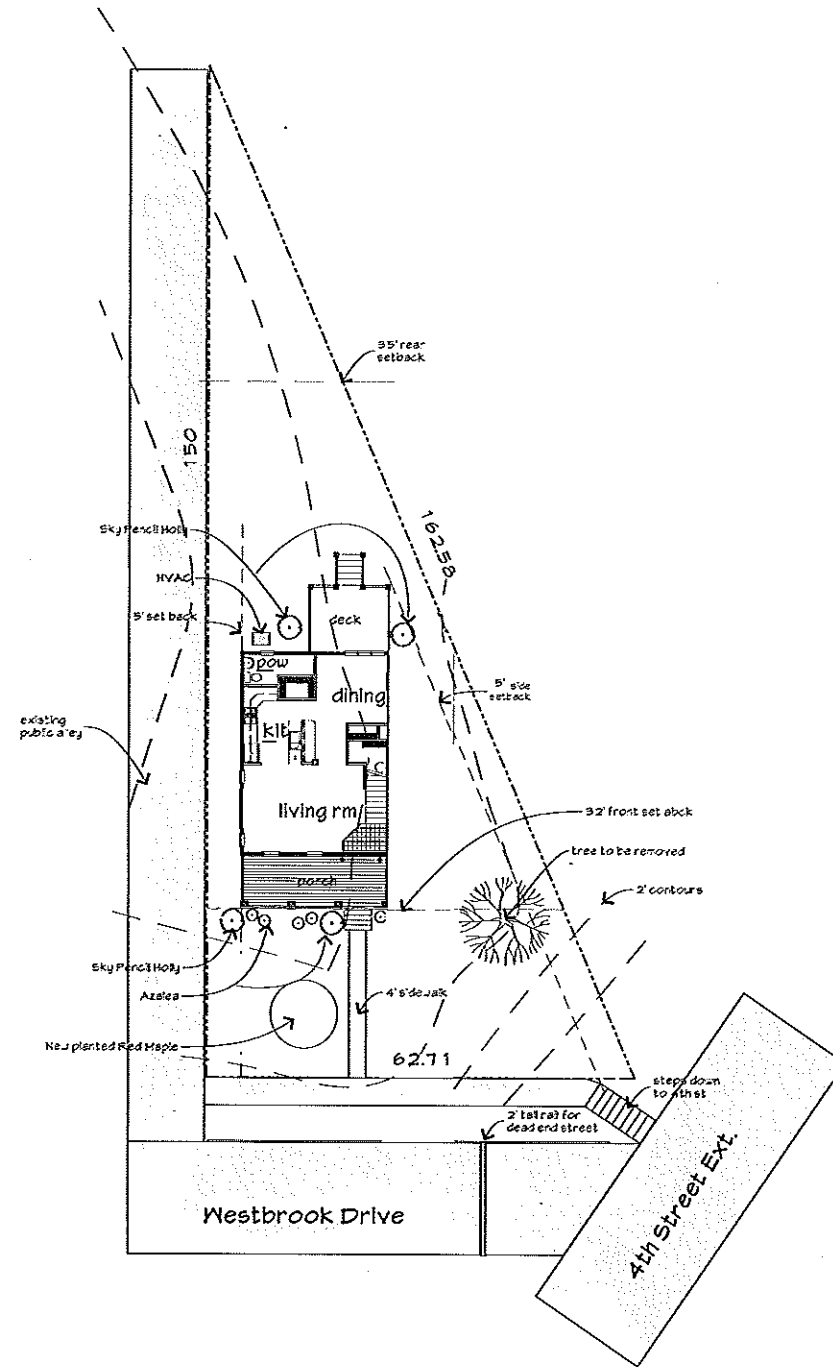 35' rear
setback
150
162.58
Sky Pencil Holly
HVAC
5' set back
deck
pow
dining
5' side
setback
kit
existing
public alley
living rm
32' front set abck
tree to be removed
porch
2' contours
Sky Pencil Holly
Azalea
4' sidewalk
New planted Red Maple
62.71
steps down
to 4th st
2' tall rail for
dead end street
Westbrook Drive
4th Street Ext.